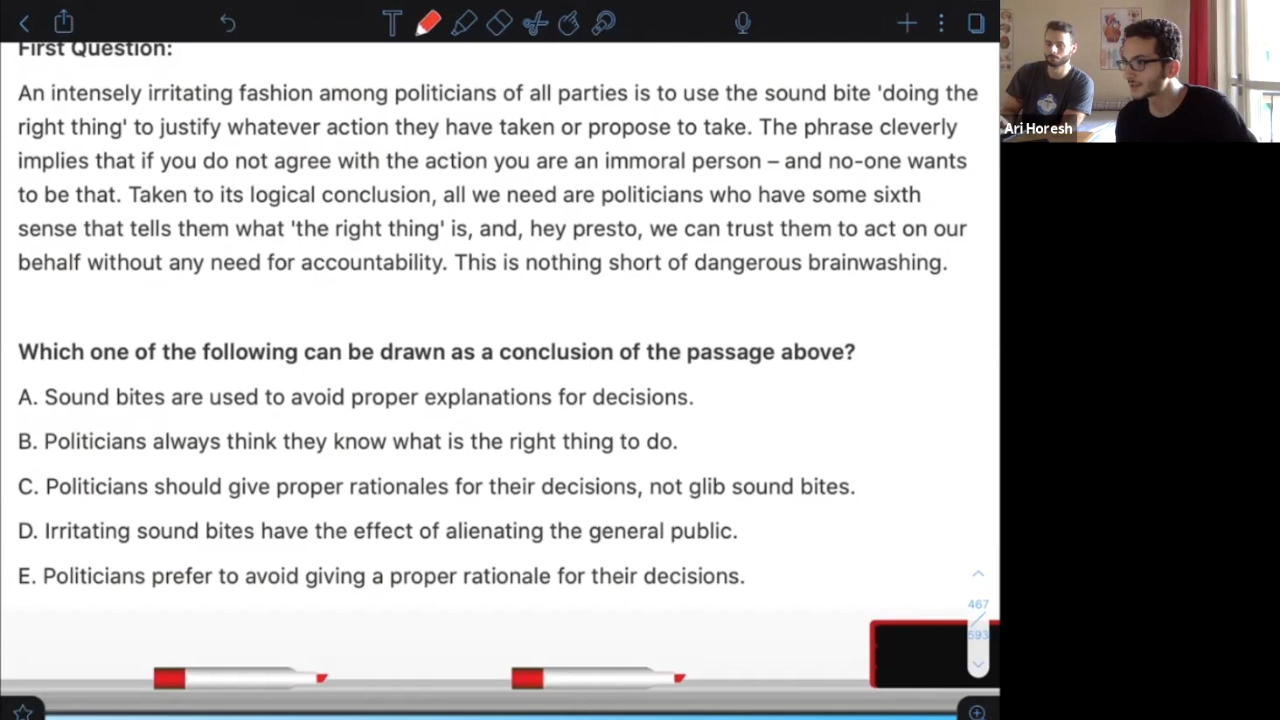 First Question:
An intensely irritating fashion among politicians of all parties is to use the sound bite 'doing the
right thing' to justify whatever action they have taken or propose to take. The phrase cleverly
implies that if you do not agree with the action you are an immoral person – and no-one wants
to be that. Taken to its logical conclusion, all we need are politicians who have some sixth
sense that tells them what 'the right thing' is, and, hey presto, we can trust them to act on our
behalf without any need for accountability. This is nothing short of dangerous brainwashing.
Which one of the following can be drawn as a conclusion of the passage above?
A. Sound bites are used to avoid proper explanations for decisions.
B. Politicians always think they know what is the right thing to do.
C. Politicians should give proper rationales for their decisions, not glib sound bites.
D. Irritating sound bites have the effect of alienating the general public.
E. Politicians prefer to avoid giving a proper rationale for their decisions.
467
593
Ari Horesh